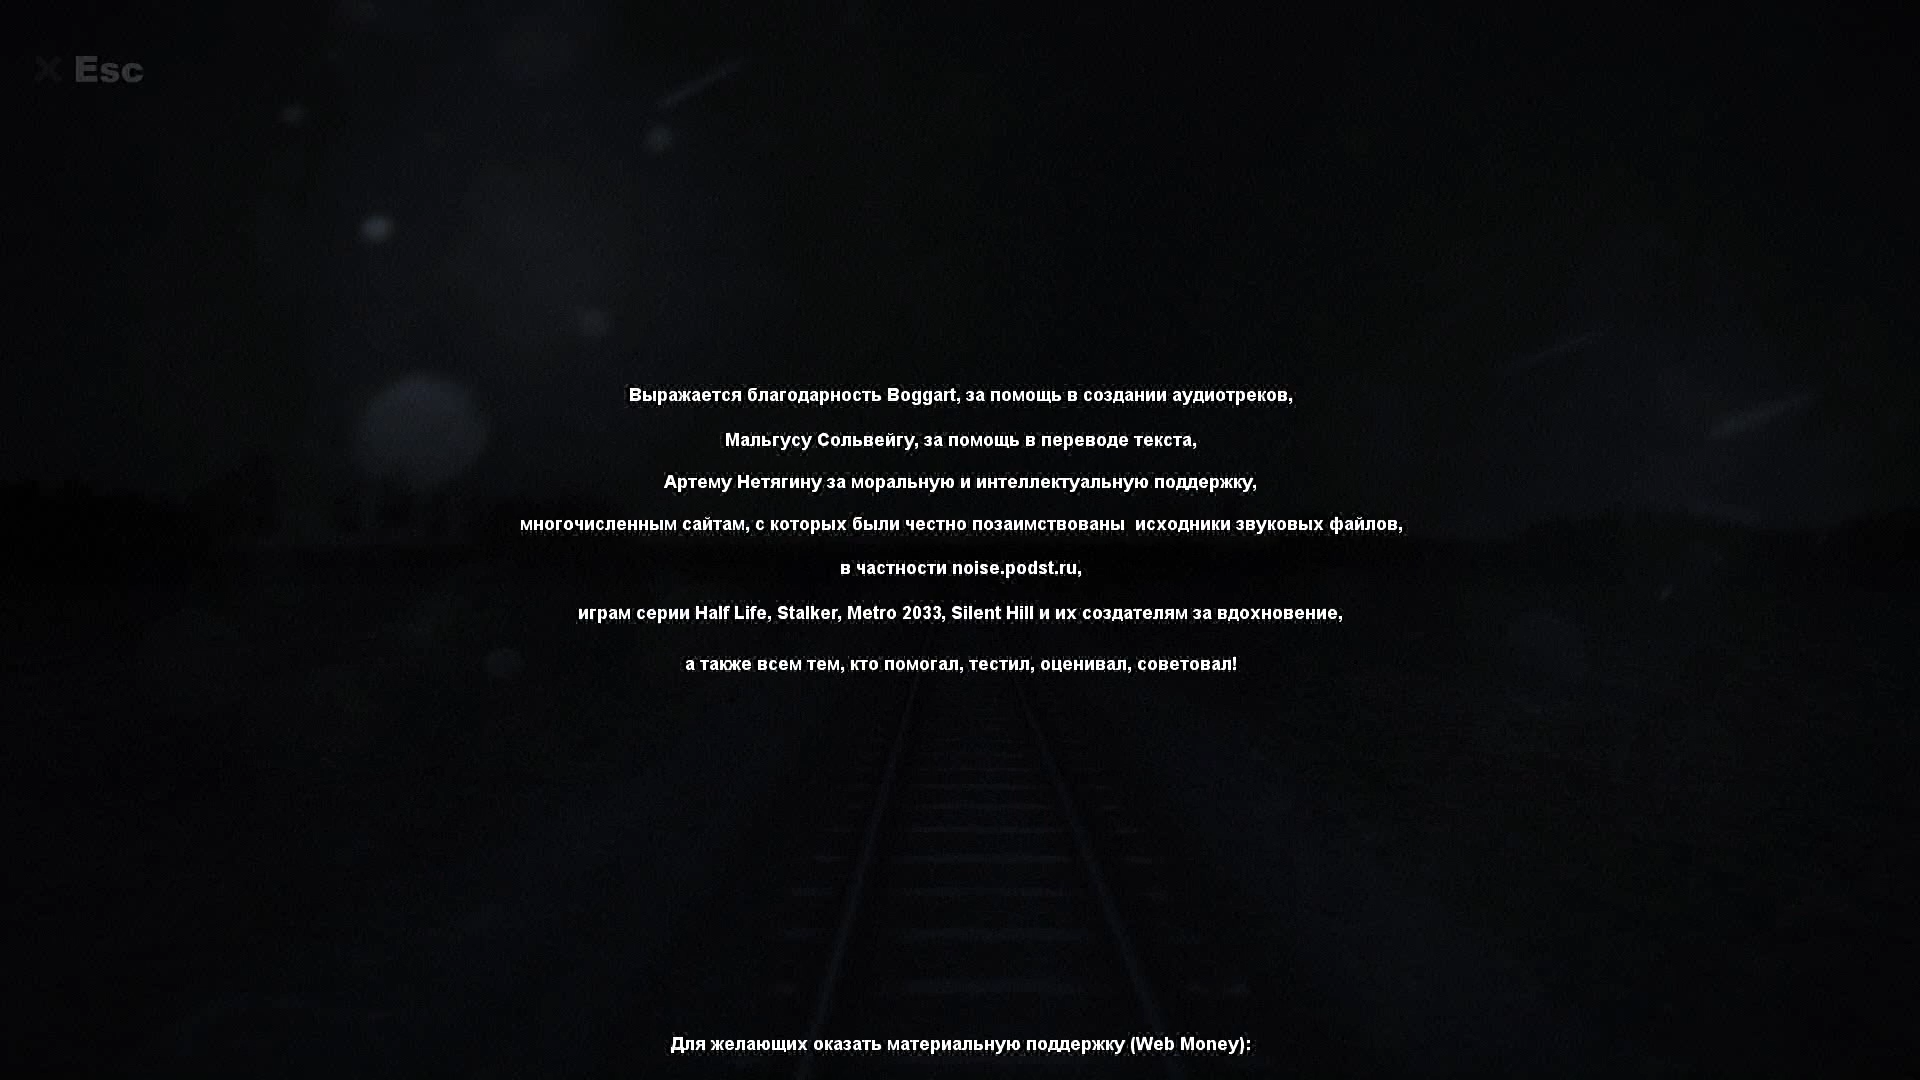 × Esc
Выражается благодарность Boggart, за помощь в создании аудиотреков,
Мальгусу Сольвейгу, за помощь в переводе текста,
Артему Нетягину за моральную и интеллектуальную поддержку,
многочисленным сайтам, с которых были честно позаимствованы  исходники звуковых файлов,
в частности noise.podst.ru,
играм серии Half Life, Stalker, Metro 2033, Silent Hill и их создателям за вдохновение,
а также всем тем, кто помогал, тестил, оценивал, советовал!
Для желающих оказать материальную поддержку (Web Money):